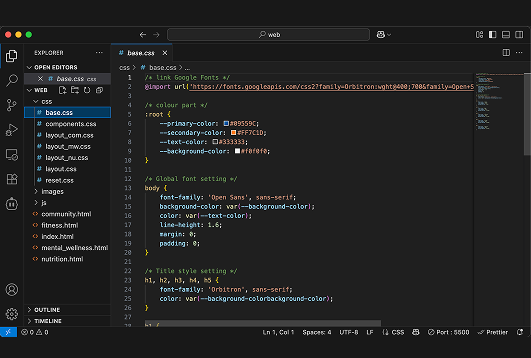 web
EXPLORER
base.css
OPEN EDITORS
base.css css
WEB
css
base.css
components.css
layout_com.css
layout_mw.css
layout_nu.css
layout.css
reset.css
images
js
community.html
fitness.html
index.html
mental_wellness.html
nutrition.html
OUTLINE
TIMELINE
css > base.css > ...
1 /* link Google Fonts */
2 @import url('https://fonts.googleapis.com/css2?family=Orbitron:wght@400;700&family=Open+S
3
4 /* colour part */
5 :root {
6 --primary-color: #09559C;
7 --secondary-color: #FF7C1D;
8 --text-color: #333333;
9 --background-color: #f0f0f0;
10 }
11
12 /* Global font setting */
13 body {
14 font-family: 'Open Sans', sans-serif;
15 background-color: var(--background-color);
16 color: var(--text-color);
17 line-height: 1.6;
18 margin: 0;
19 padding: 0;
20 }
21
22 /* Title style setting */
23 h1, h2, h3, h4, h5 {
24 font-family: 'Orbitron', sans-serif;
25 color: var(--background-colorbackground-color);
26 }
27
28 h1 {
0 0
Ln 1, Col 1
Spaces: 4
UTF-8
LF
CSS
Port : 5500
Prettier